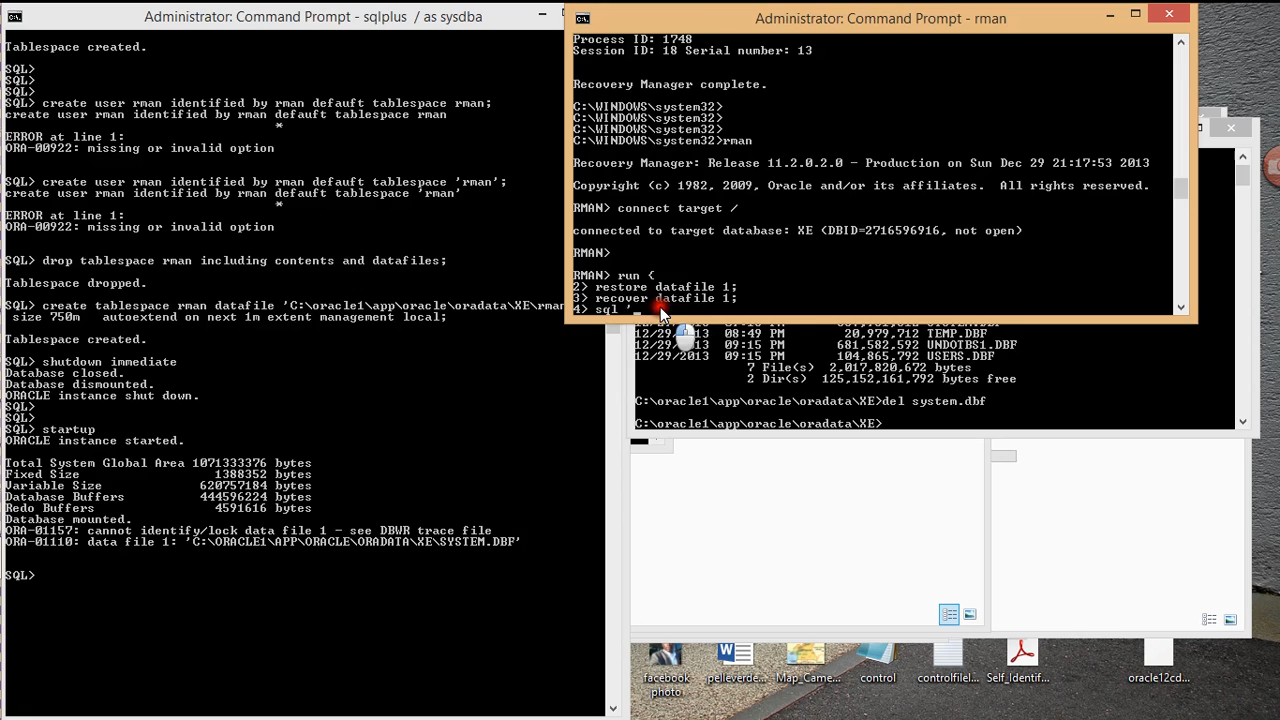 Administrator: Command Prompt - sqlplus / as sysdba
Tablespace created.
SQL>
SQL>
SQL>
SQL> create user rman identified by rman defauft tablespace rman;
create user rman identified by rman defauft tablespace rman
*
ERROR at line 1:
ORA-00922: missing or invalid option
SQL> create user rman identified by rman defauft tablespace 'rman';
create user rman identified by rman defauft tablespace 'rman'
*
ERROR at line 1:
ORA-00922: missing or invalid option
SQL> drop tablespace rman including contents and datafiles;
Tablespace dropped.
SQL> create tablespace rman datafile 'C:\oracle1\app\oracle\oradata\XE\rman
size 750m   autoextend on next 1m extent management local;
Tablespace created.
SQL> shutdown immediate
Database closed.
Database dismounted.
ORACLE instance shut down.
SQL>
SQL>
SQL> startup
ORACLE instance started.
Total System Global Area 1071333376 bytes
Fixed Size                  1388352 bytes
Variable Size             620757184 bytes
Database Buffers          444596224 bytes
Redo Buffers                4591616 bytes
Database mounted.
ORA-01157: cannot identify/lock data file 1 - see DBWR trace file
ORA-01110: data file 1: 'C:\ORACLE1\APP\ORACLE\ORADATA\XE\SYSTEM.DBF'
SQL>
Administrator: Command Prompt - rman
Process ID: 1748
Session ID: 18 Serial number: 13
Recovery Manager complete.
C:\WINDOWS\system32>
C:\WINDOWS\system32>
C:\WINDOWS\system32>
C:\WINDOWS\system32>rman
Recovery Manager: Release 11.2.0.2.0 - Production on Sun Dec 29 21:17:53 2013
Copyright (c) 1982, 2009, Oracle and/or its affiliates.  All rights reserved.
RMAN> connect target /
connected to target database: XE (DBID=2716596916, not open)
RMAN>
RMAN> run {
2> restore datafile 1;
3> recover datafile 1;
4> sql '_
12/29/2013  08:49 PM        20,979,712 TEMP.DBF
12/29/2013  09:15 PM       681,582,592 UNDOTBS1.DBF
12/29/2013  09:15 PM       104,865,792 USERS.DBF
7 File(s)  2,017,820,672 bytes
2 Dir(s)  125,152,161,792 bytes free
C:\oracle1\app\oracle\oradata\XE>del system.dbf
C:\oracle1\app\oracle\oradata\XE>
facebook photo
pelleverde...
Map_Came...
control
controlfilel...
Self_Identif...
oracle12cd...